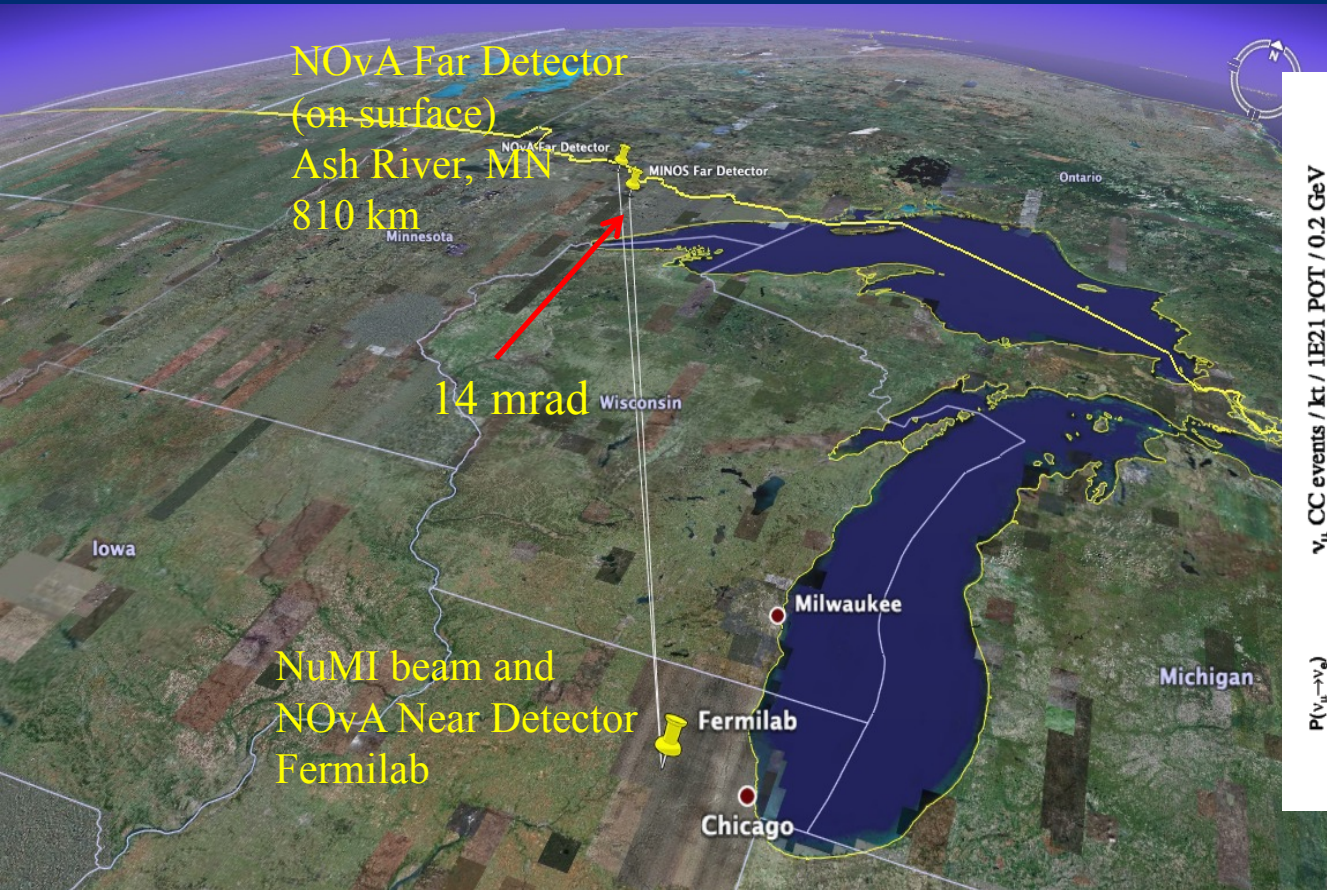 NOvA Far Detector
(on surface)
Ash River, MN
810 km
NOvA Far Detector
MINOS Far Detector
Ontario
Minnesota
14 mrad
Wisconsin
Iowa
Milwaukee
Michigan
NuMI beam and
NOvA Near Detector
Fermilab
Fermilab
Chicago
N
νμ CC events / kt / 1E21 POT / 0.2 GeV
P(νμ→νe)